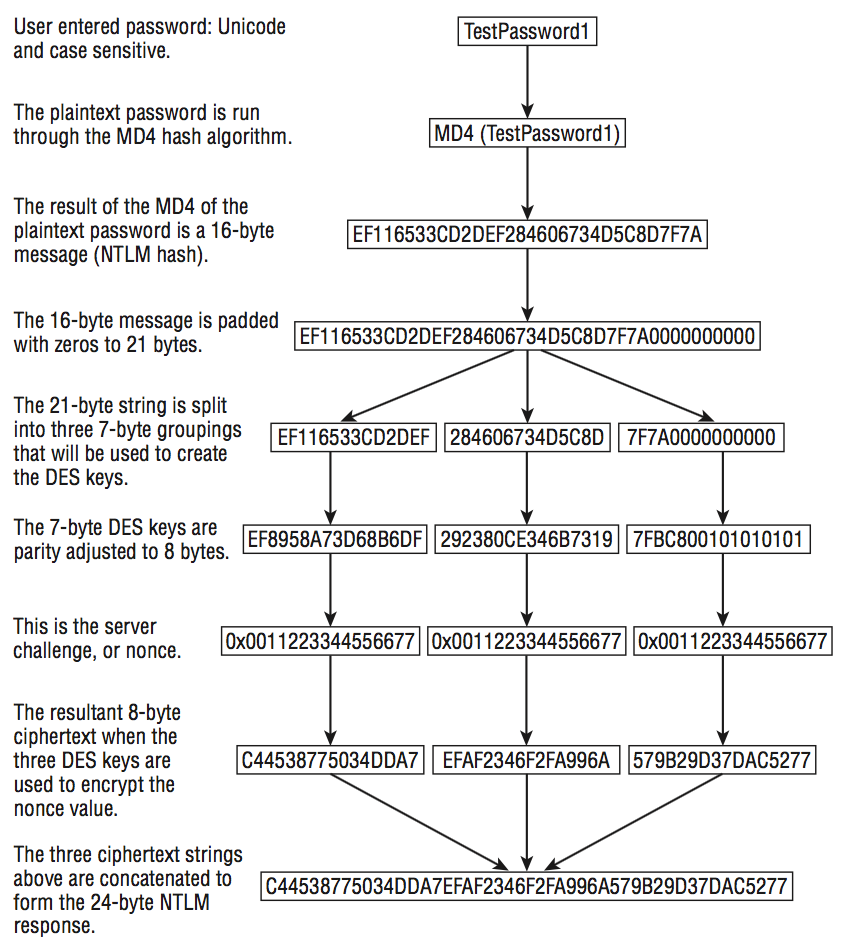 User entered password: Unicode
and case sensitive.
TestPassword1
The plaintext password is run
through the MD4 hash algorithm.
MD4 (TestPassword1)
The result of the MD4 of the
plaintext password is a 16-byte
message (NTLM hash).
EF116533CD2DEF284606734D5C8D7F7A
The 16-byte message is padded
with zeros to 21 bytes.
EF116533CD2DEF284606734D5C8D7F7A0000000000
The 21-byte string is split
into three 7-byte groupings
that will be used to create
the DES keys.
EF116533CD2DEF 284606734D5C8D 7F7A0000000000
The 7-byte DES keys are
parity adjusted to 8 bytes.
EF8958A73D68B6DF 292380CE346B7319 7FBC800101010101
This is the server
challenge, or nonce.
0x0011223344556677 0x0011223344556677 0x0011223344556677
The resultant 8-byte
ciphertext when the
three DES keys are
used to encrypt the
nonce value.
C44538775034DDA7 EFAF2346F2FA996A 579B29D37DAC5277
The three ciphertext strings
above are concatenated to
form the 24-byte NTLM
response.
C44538775034DDA7EFAF2346F2FA996A579B29D37DAC5277